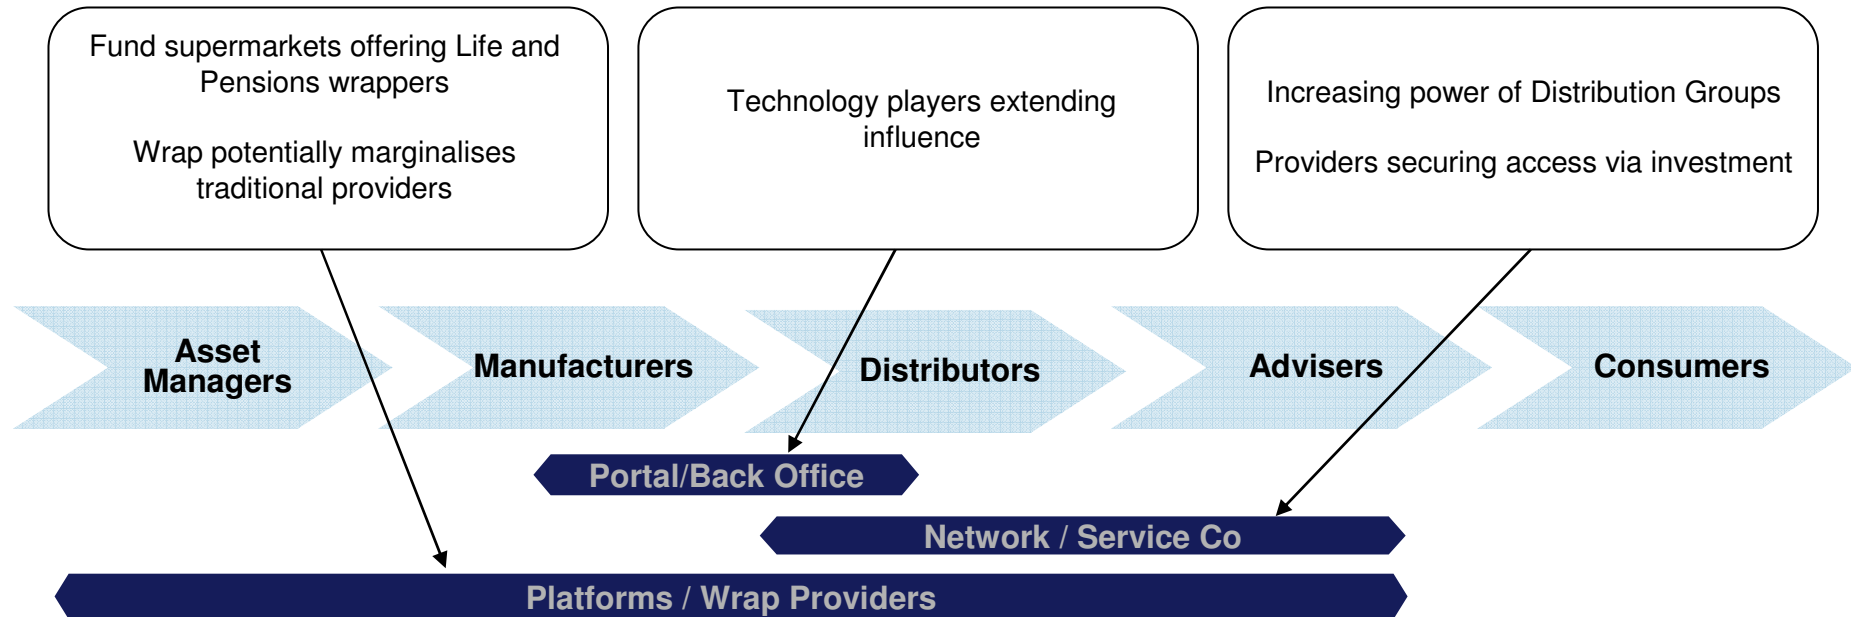 Fund supermarkets offering Life and
Pensions wrappers
Wrap potentially marginalises
traditional providers
Technology players extending
influence
Increasing power of Distribution Groups
Providers securing access via investment
Asset
Managers
Manufacturers
Distributors
Advisers
Consumers
Portal/Back Office
Network / Service Co
Platforms / Wrap Providers